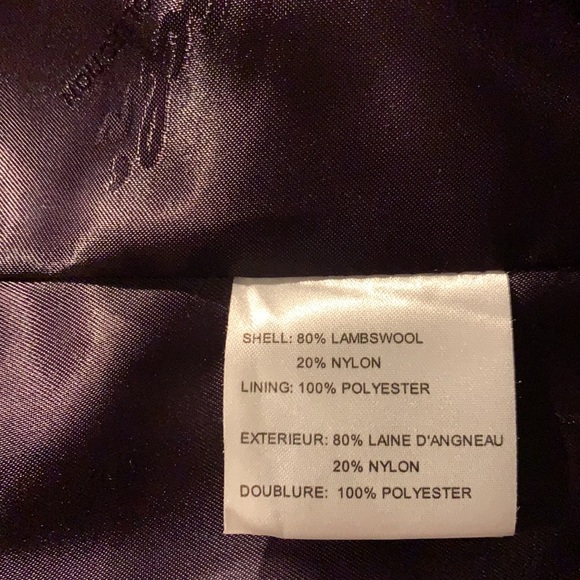 SHELL: 80% LAMBSWOOL
20% NYLON
LINING: 100% POLYESTER
EXTERIEUR: 80% LAINE D'ANGNEAU
20% NYLON
DOUBLURE: 100% POLYESTER